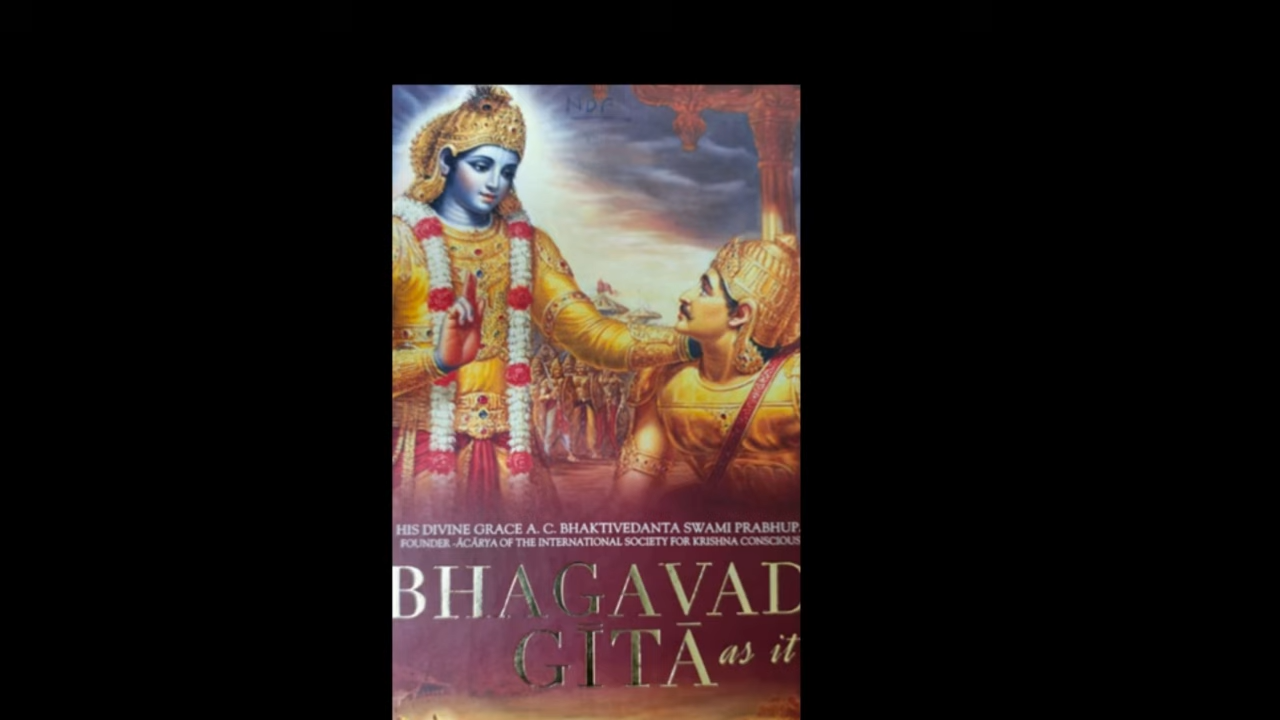 NDP
HIS DIVINE GRACE A. C. BHAKTIVEDANTA SWAMI PRABHUP
FOUNDER -ĀCĀRYA OF THE INTERNATIONAL SOCIETY FOR KRISHNA CONSCIOUS
BHAGAVAD
GĪTĀ as it